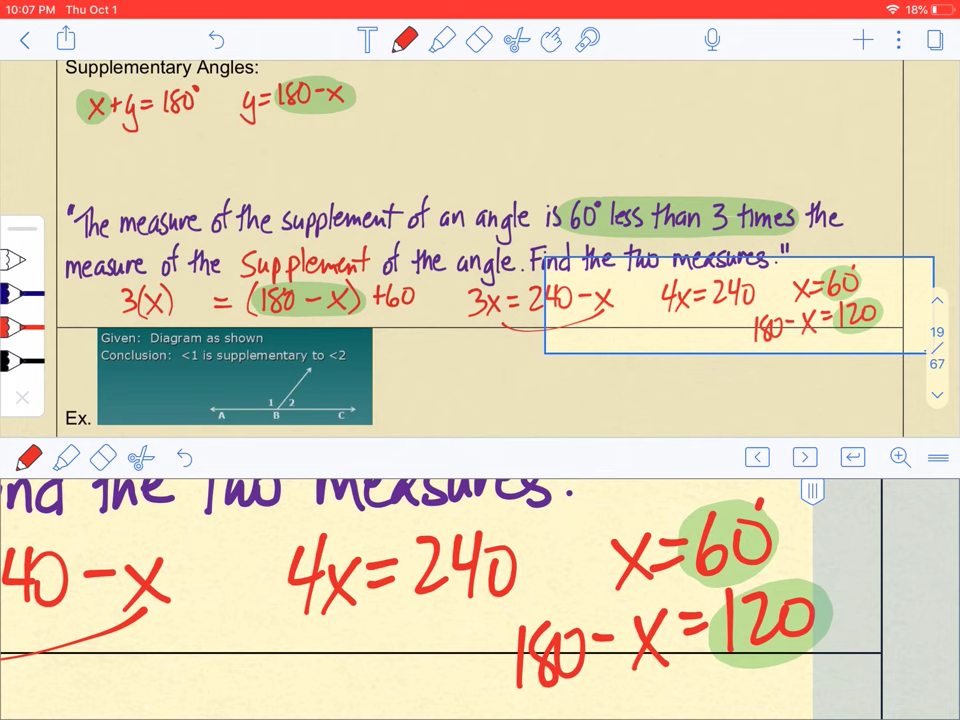 10:07 PM Thu Oct 1
18%
T
Supplementary Angles:
x+y=180° y=180-x
"The measure of the supplement of an angle is 60° less than 3 times the
measure of the Supplement of the angle. Find the two measures."
3(x) = (180-x)+60 3x=240-x 4x=240 x=60°
180-x=120
Given: Diagram as shown
Conclusion: <1 is supplementary to <2
1 2
A B C
Ex.
19
/
67
nd the two measures.
40-x 4x=240 x=60°
180-x=120